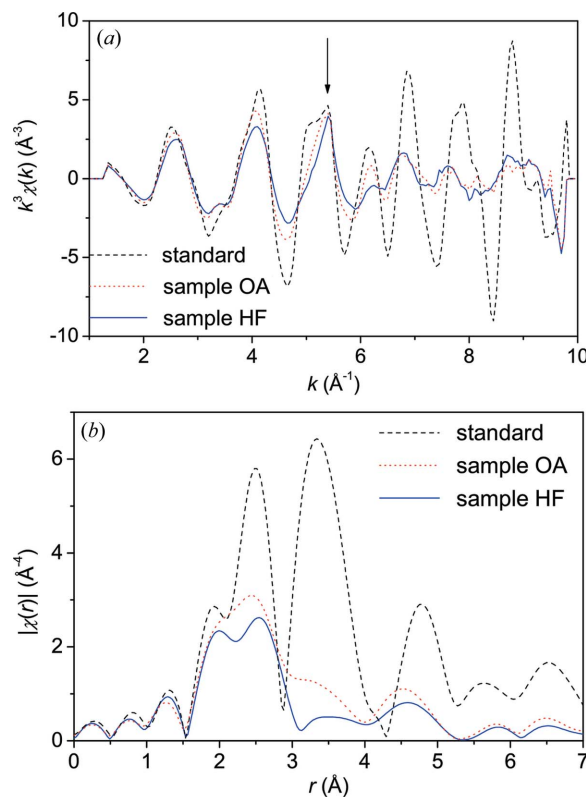 (a)
k³χ(k) (Å⁻³)
10
5
0
-5
-10
standard
sample OA
sample HF
2 4 6 8 10
k (Å⁻¹)
(b)
|χ(r)| (Å⁻⁴)
6
4
2
0
standard
sample OA
sample HF
0 1 2 3 4 5 6 7
r (Å)